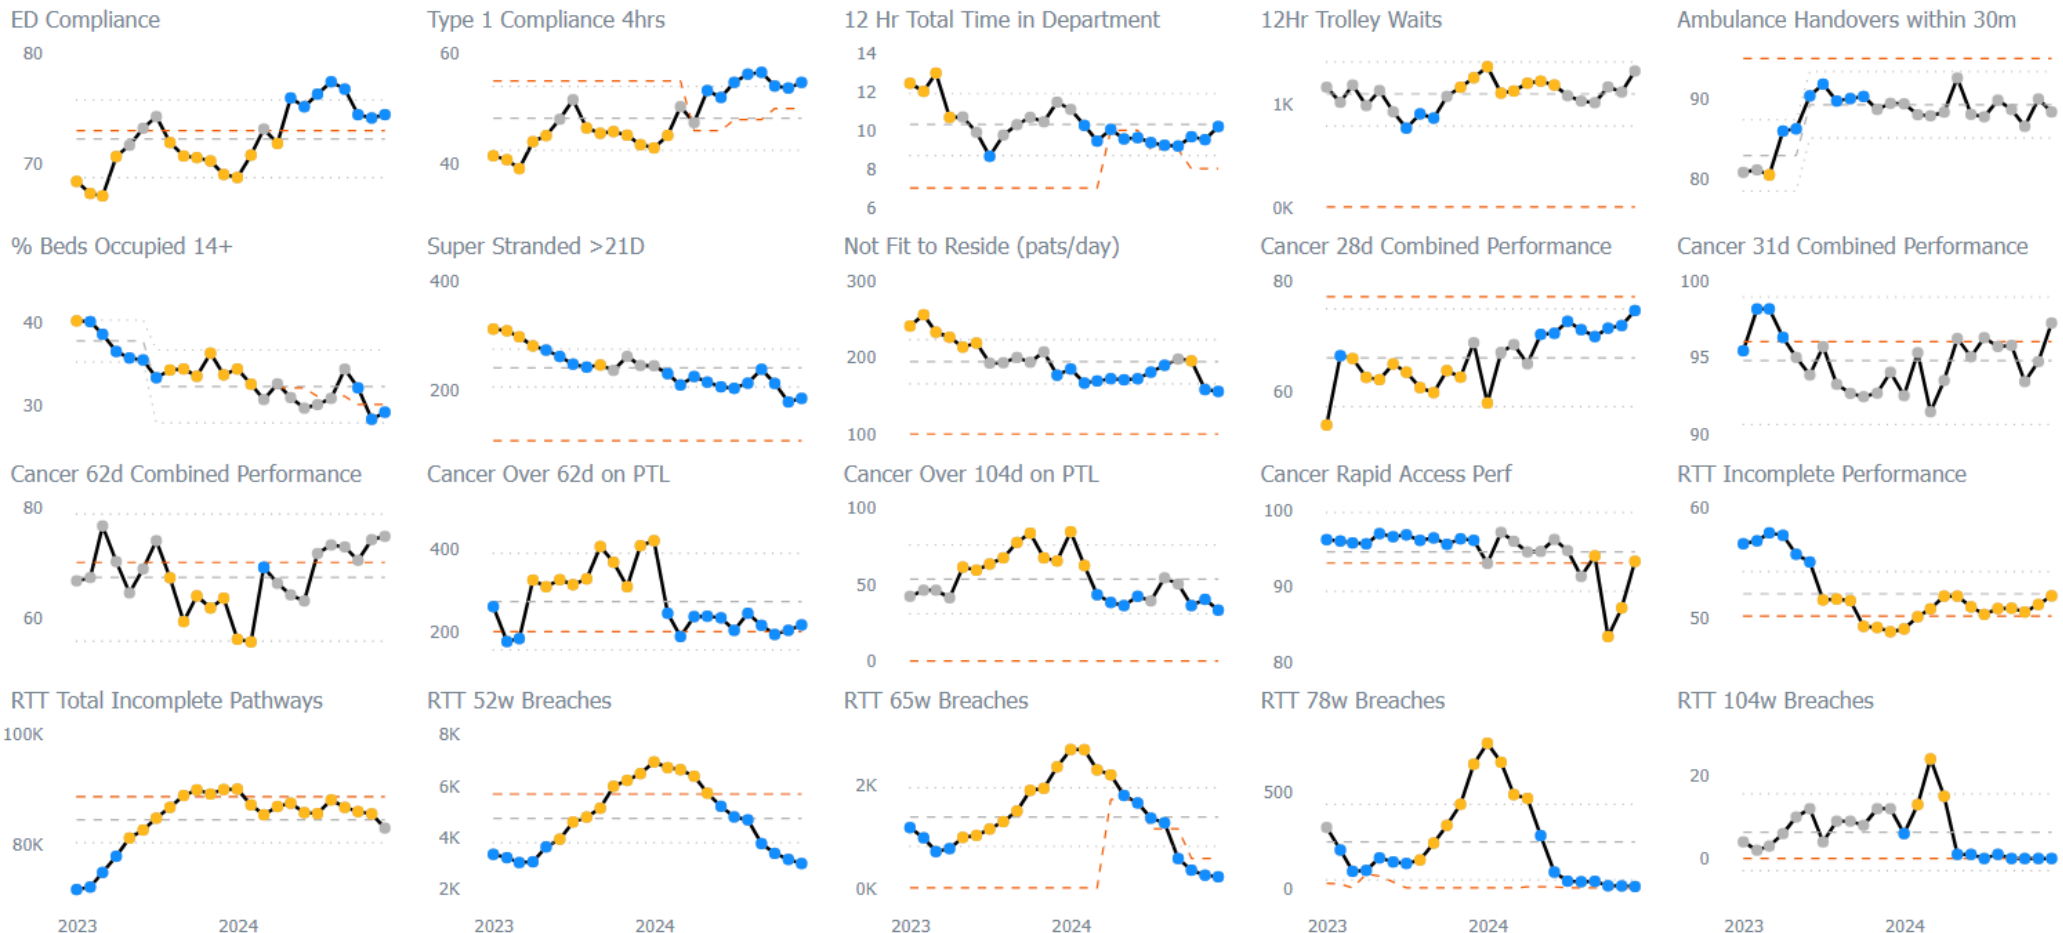 ED Compliance
80
70
Type 1 Compliance 4hrs
60
40
12 Hr Total Time in Department
14
12
10
8
6
12Hr Trolley Waits
1K
0K
Ambulance Handovers within 30m
90
80
% Beds Occupied 14+
40
30
Super Stranded >21D
400
200
Not Fit to Reside (pats/day)
300
200
100
Cancer 28d Combined Performance
80
60
Cancer 31d Combined Performance
100
95
90
Cancer 62d Combined Performance
80
60
Cancer Over 62d on PTL
400
200
Cancer Over 104d on PTL
100
50
0
Cancer Rapid Access Perf
100
90
80
RTT Incomplete Performance
60
50
RTT Total Incomplete Pathways
100K
80K
2023 2024
RTT 52w Breaches
8K
6K
4K
2K
2023 2024
RTT 65w Breaches
2K
0K
2023 2024
RTT 78w Breaches
500
0
2023 2024
RTT 104w Breaches
20
0
2023 2024